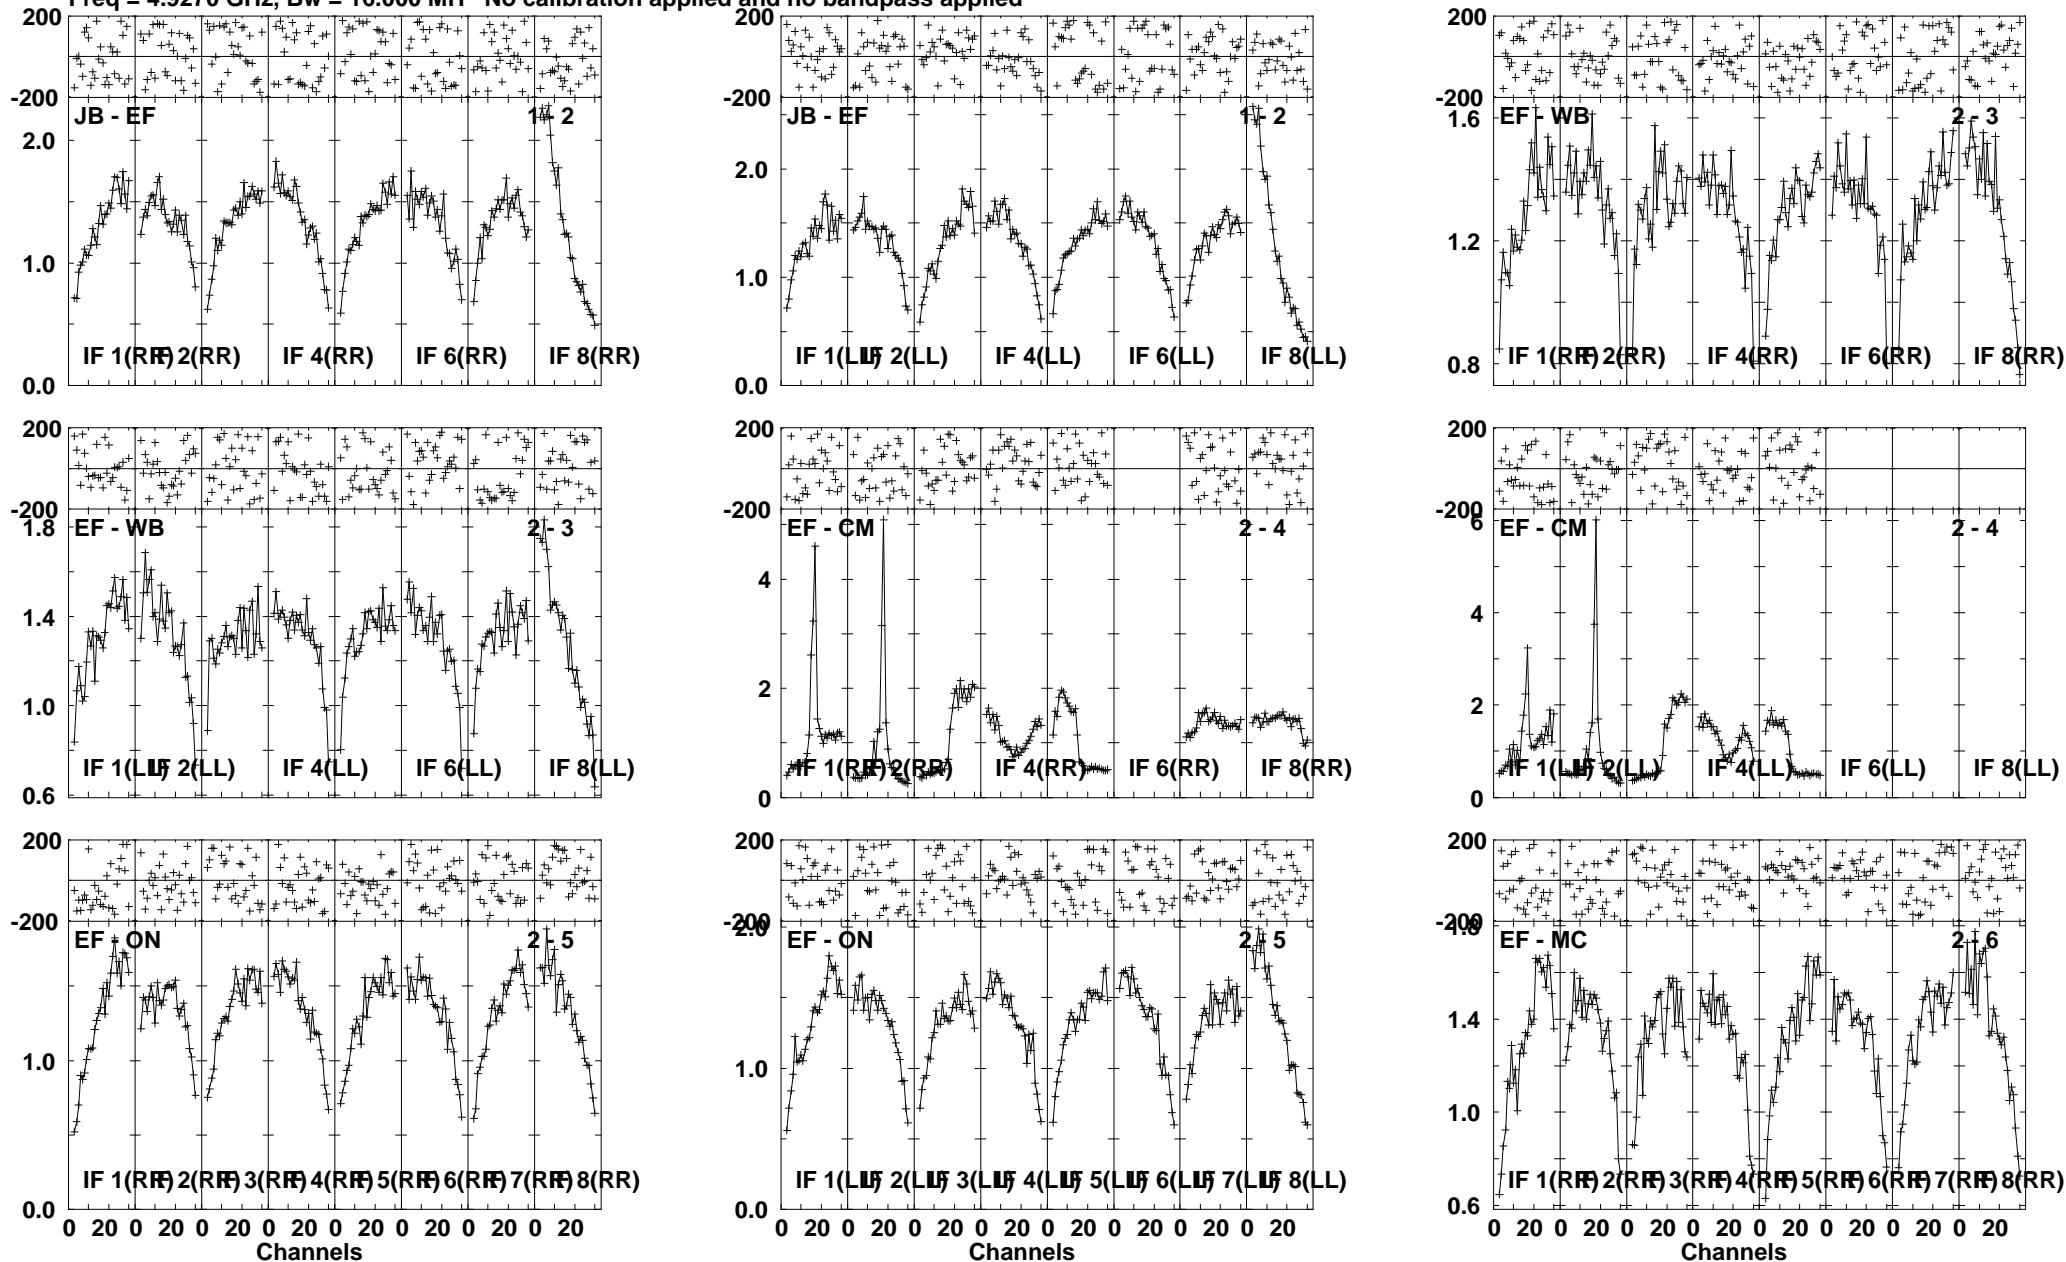 Freq = GHz, Bw = 16.000 MH No calibration applied and no bandpass applied
200
-200
JB - EF
1 - 2
2.0
1.0
0.0
IF 1(RR) IF 2(RR) IF 4(RR) IF 6(RR) IF 8(RR)
200
-200
JB - EF
1 - 2
2.0
1.0
0.0
IF 1(LL) IF 2(LL) IF 4(LL) IF 6(LL) IF 8(LL)
200
-200
EF - WB
2 - 3
1.6
1.2
0.8
IF 1(RR) IF 2(RR) IF 4(RR) IF 6(RR) IF 8(RR)
200
-200
EF - WB
2 - 3
1.8
1.4
1.0
0.6
IF 1(LL) IF 2(LL) IF 4(LL) IF 6(LL) IF 8(LL)
200
-200
EF - CM
2 - 4
4
2
0
IF 1(RR) IF 2(RR) IF 4(RR) IF 6(RR) IF 8(RR)
200
-200
EF - CM
2 - 4
6
4
2
0
IF 1(LL) IF 2(LL) IF 4(LL) IF 6(LL) IF 8(LL)
200
-200
EF - ON
2 - 5
1.0
0.0
IF 1(RR) IF 2(RR) IF 3(RR) IF 4(RR) IF 5(RR) IF 6(RR) IF 7(RR) IF 8(RR)
0 20 0 20 0 20 0 20 0 20 0 20 0 20 0 20
Channels
200
-200
EF - ON
2 - 5
2.0
1.0
0.0
IF 1(LL) IF 2(LL) IF 3(LL) IF 4(LL) IF 5(LL) IF 6(LL) IF 7(LL) IF 8(LL)
0 20 0 20 0 20 0 20 0 20 0 20 0 20 0 20
200
-200
EF - MC
2 - 6
1.8
1.4
1.0
0.6
IF 1(RR) IF 2(RR) IF 3(RR) IF 4(RR) IF 5(RR) IF 6(RR) IF 7(RR) IF 8(RR)
0 20 0 20 0 20 0 20 0 20 0 20 0 20 0 20
Channels